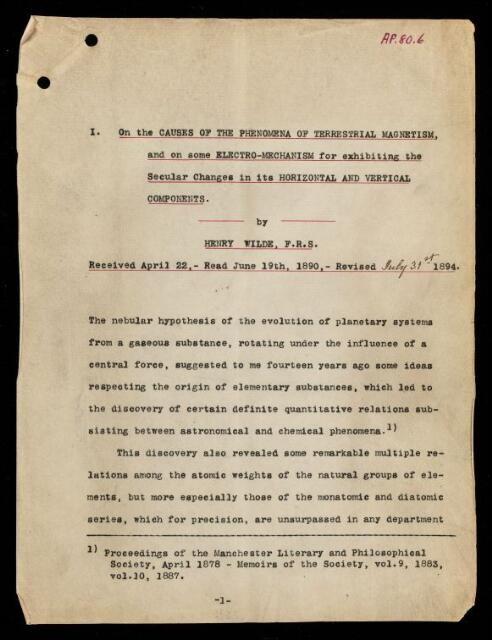 AP.80.6
I. On the CAUSES OF THE PHENOMENA OF TERRESTRIAL MAGNETISM,
and on some ELECTRO-MECHANISM for exhibiting the
Secular Changes in its HORIZONTAL AND VERTICAL
COMPONENTS.
by
HENRY WILDE, F.R.S.
Received April 22,- Read June 19th, 1890,- Revised July 31st 1894.
The nebular hypothesis of the evolution of planetary systems
from a gaseous substance, rotating under the influence of a
central force, suggested to me fourteen years ago some ideas
respecting the origin of elementary substances, which led to
the discovery of certain definite quantitative relations sub-
sisting between astronomical and chemical phenomena.1)
This discovery also revealed some remarkable multiple re-
lations among the atomic weights of the natural groups of ele-
ments, but more especially those of the monatomic and diatomic
series, which for precision, are unsurpassed in any department
1) Proceedings of the Manchester Literary and Philosophical
Society, April 1878 - Memoirs of the Society, vol.9, 1883,
vol.10, 1887.
-1-